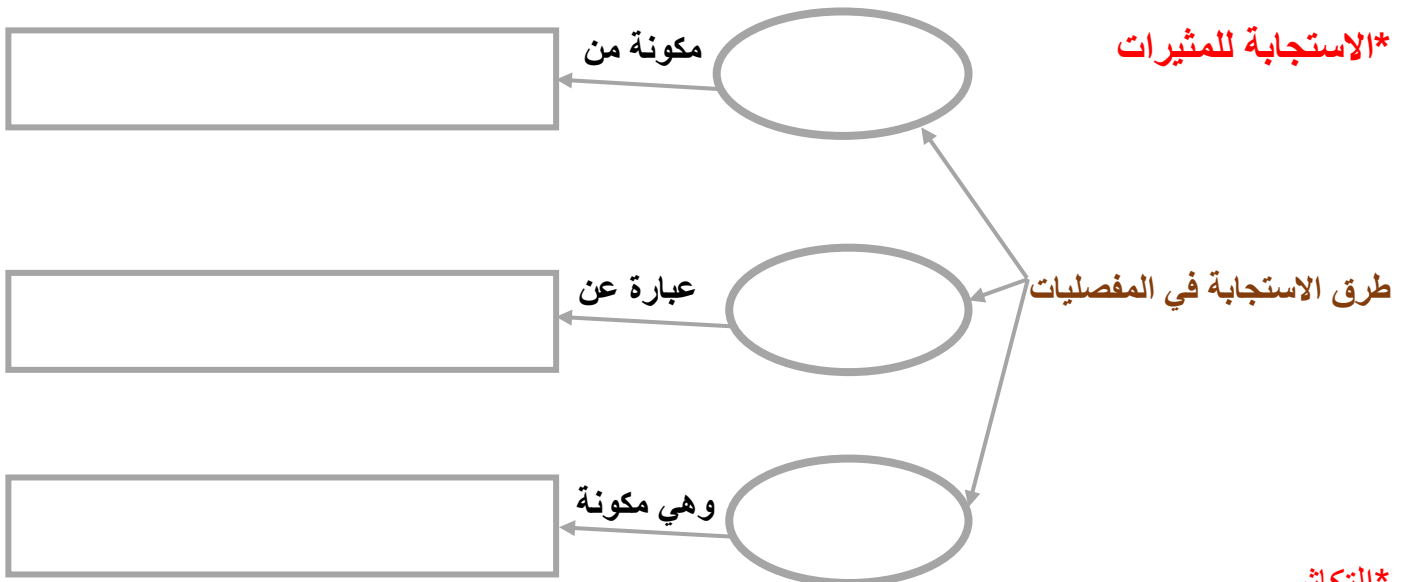 *الاستجابة للمثيرات
مكونة من
طرق الاستجابة في المفصليات
عبارة عن
وهي مكونة